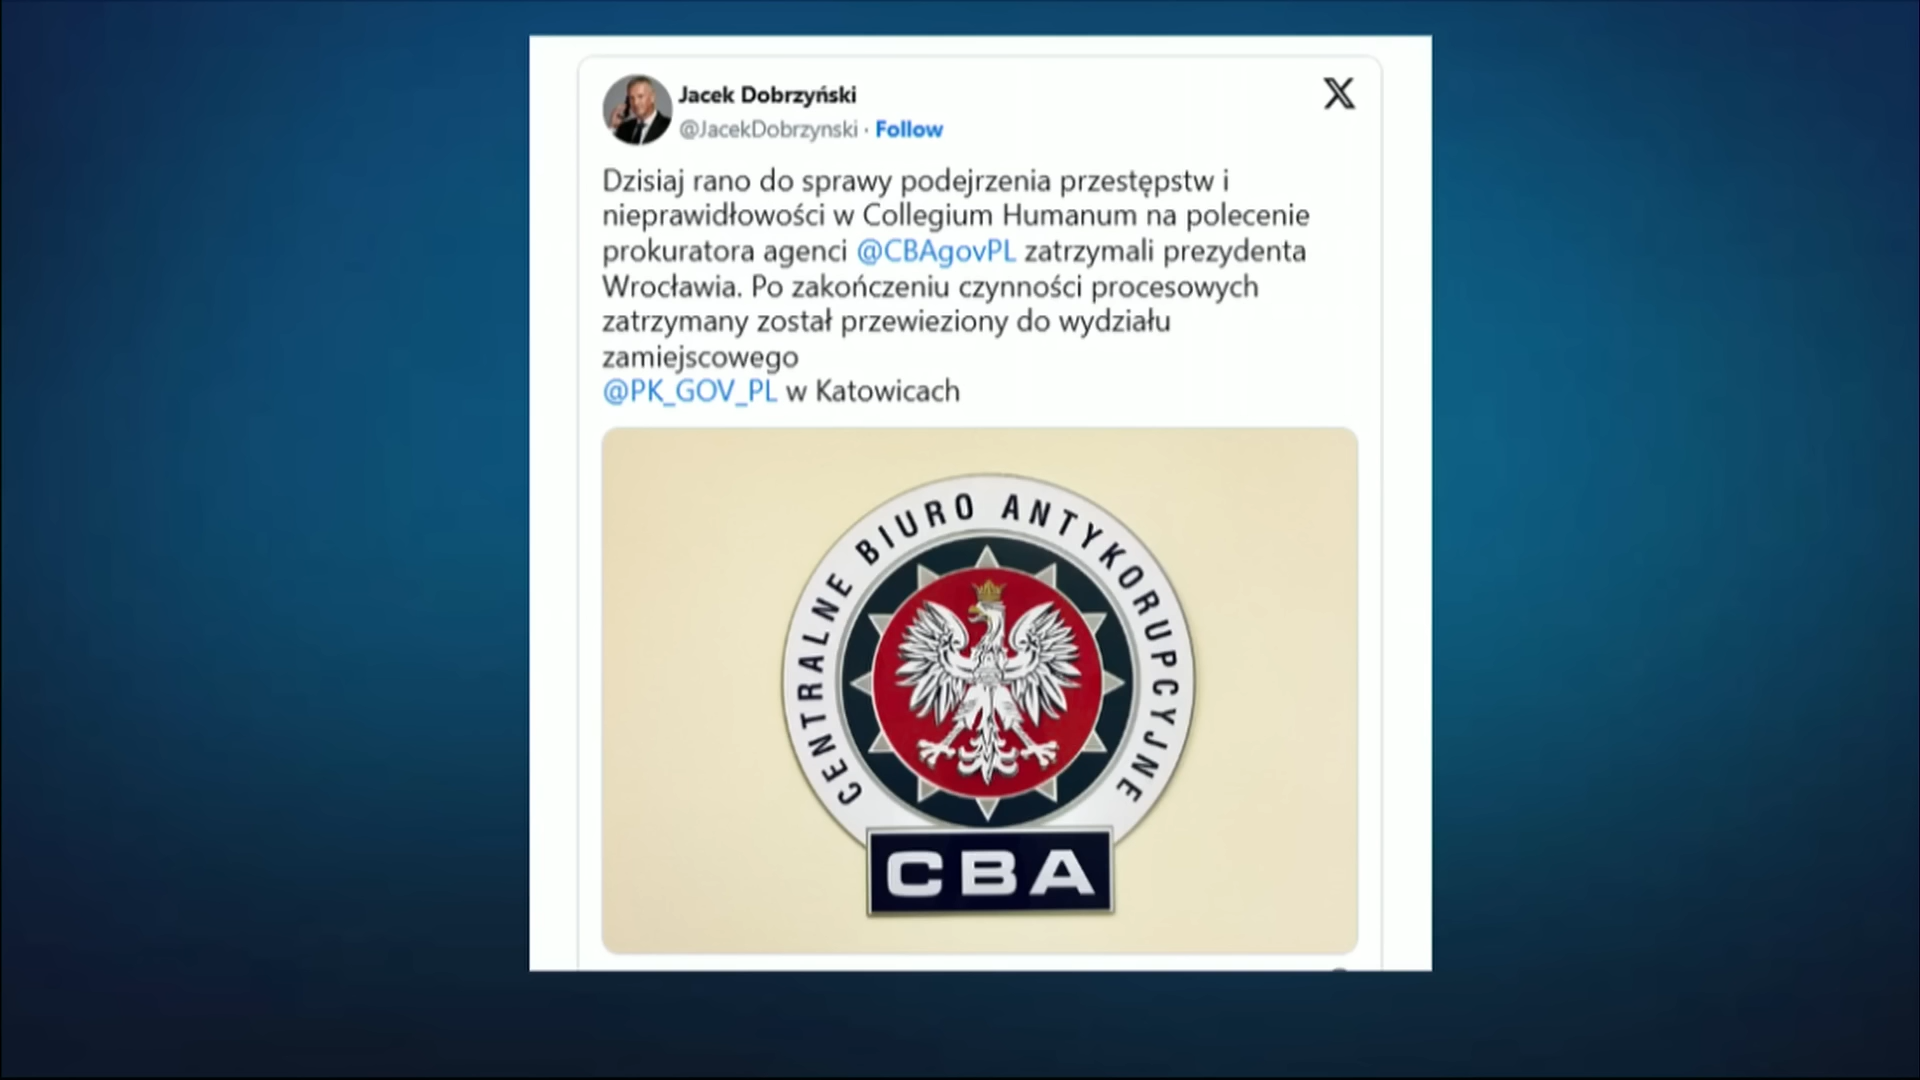 Jacek Dobrzyński
@JacekDobrzynski · Follow
X
Dzisiaj rano do sprawy podejrzenia przestępstw i
nieprawidłowości w Collegium Humanum na polecenie
prokuratora agenci @CBAgovPL zatrzymali prezydenta
Wrocławia. Po zakończeniu czynności procesowych
zatrzymany został przewieziony do wydziału
zamiejscowego
@PK_GOV_PL w Katowicach
CENTRALNE BIURO ANTYKORUPCYJNE
CBA